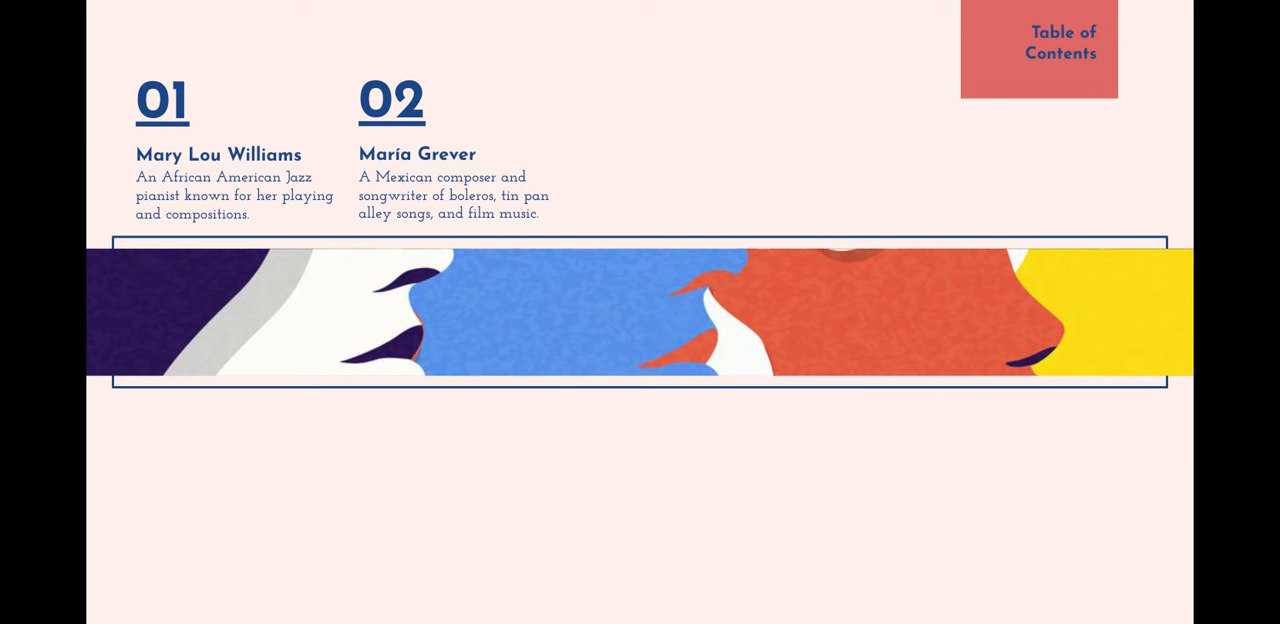 Table of
Contents
01
Mary Lou Williams
An African American Jazz
pianist known for her playing
and compositions.
02
María Grever
A Mexican composer and
songwriter of boleros, tin pan
alley songs, and film music.